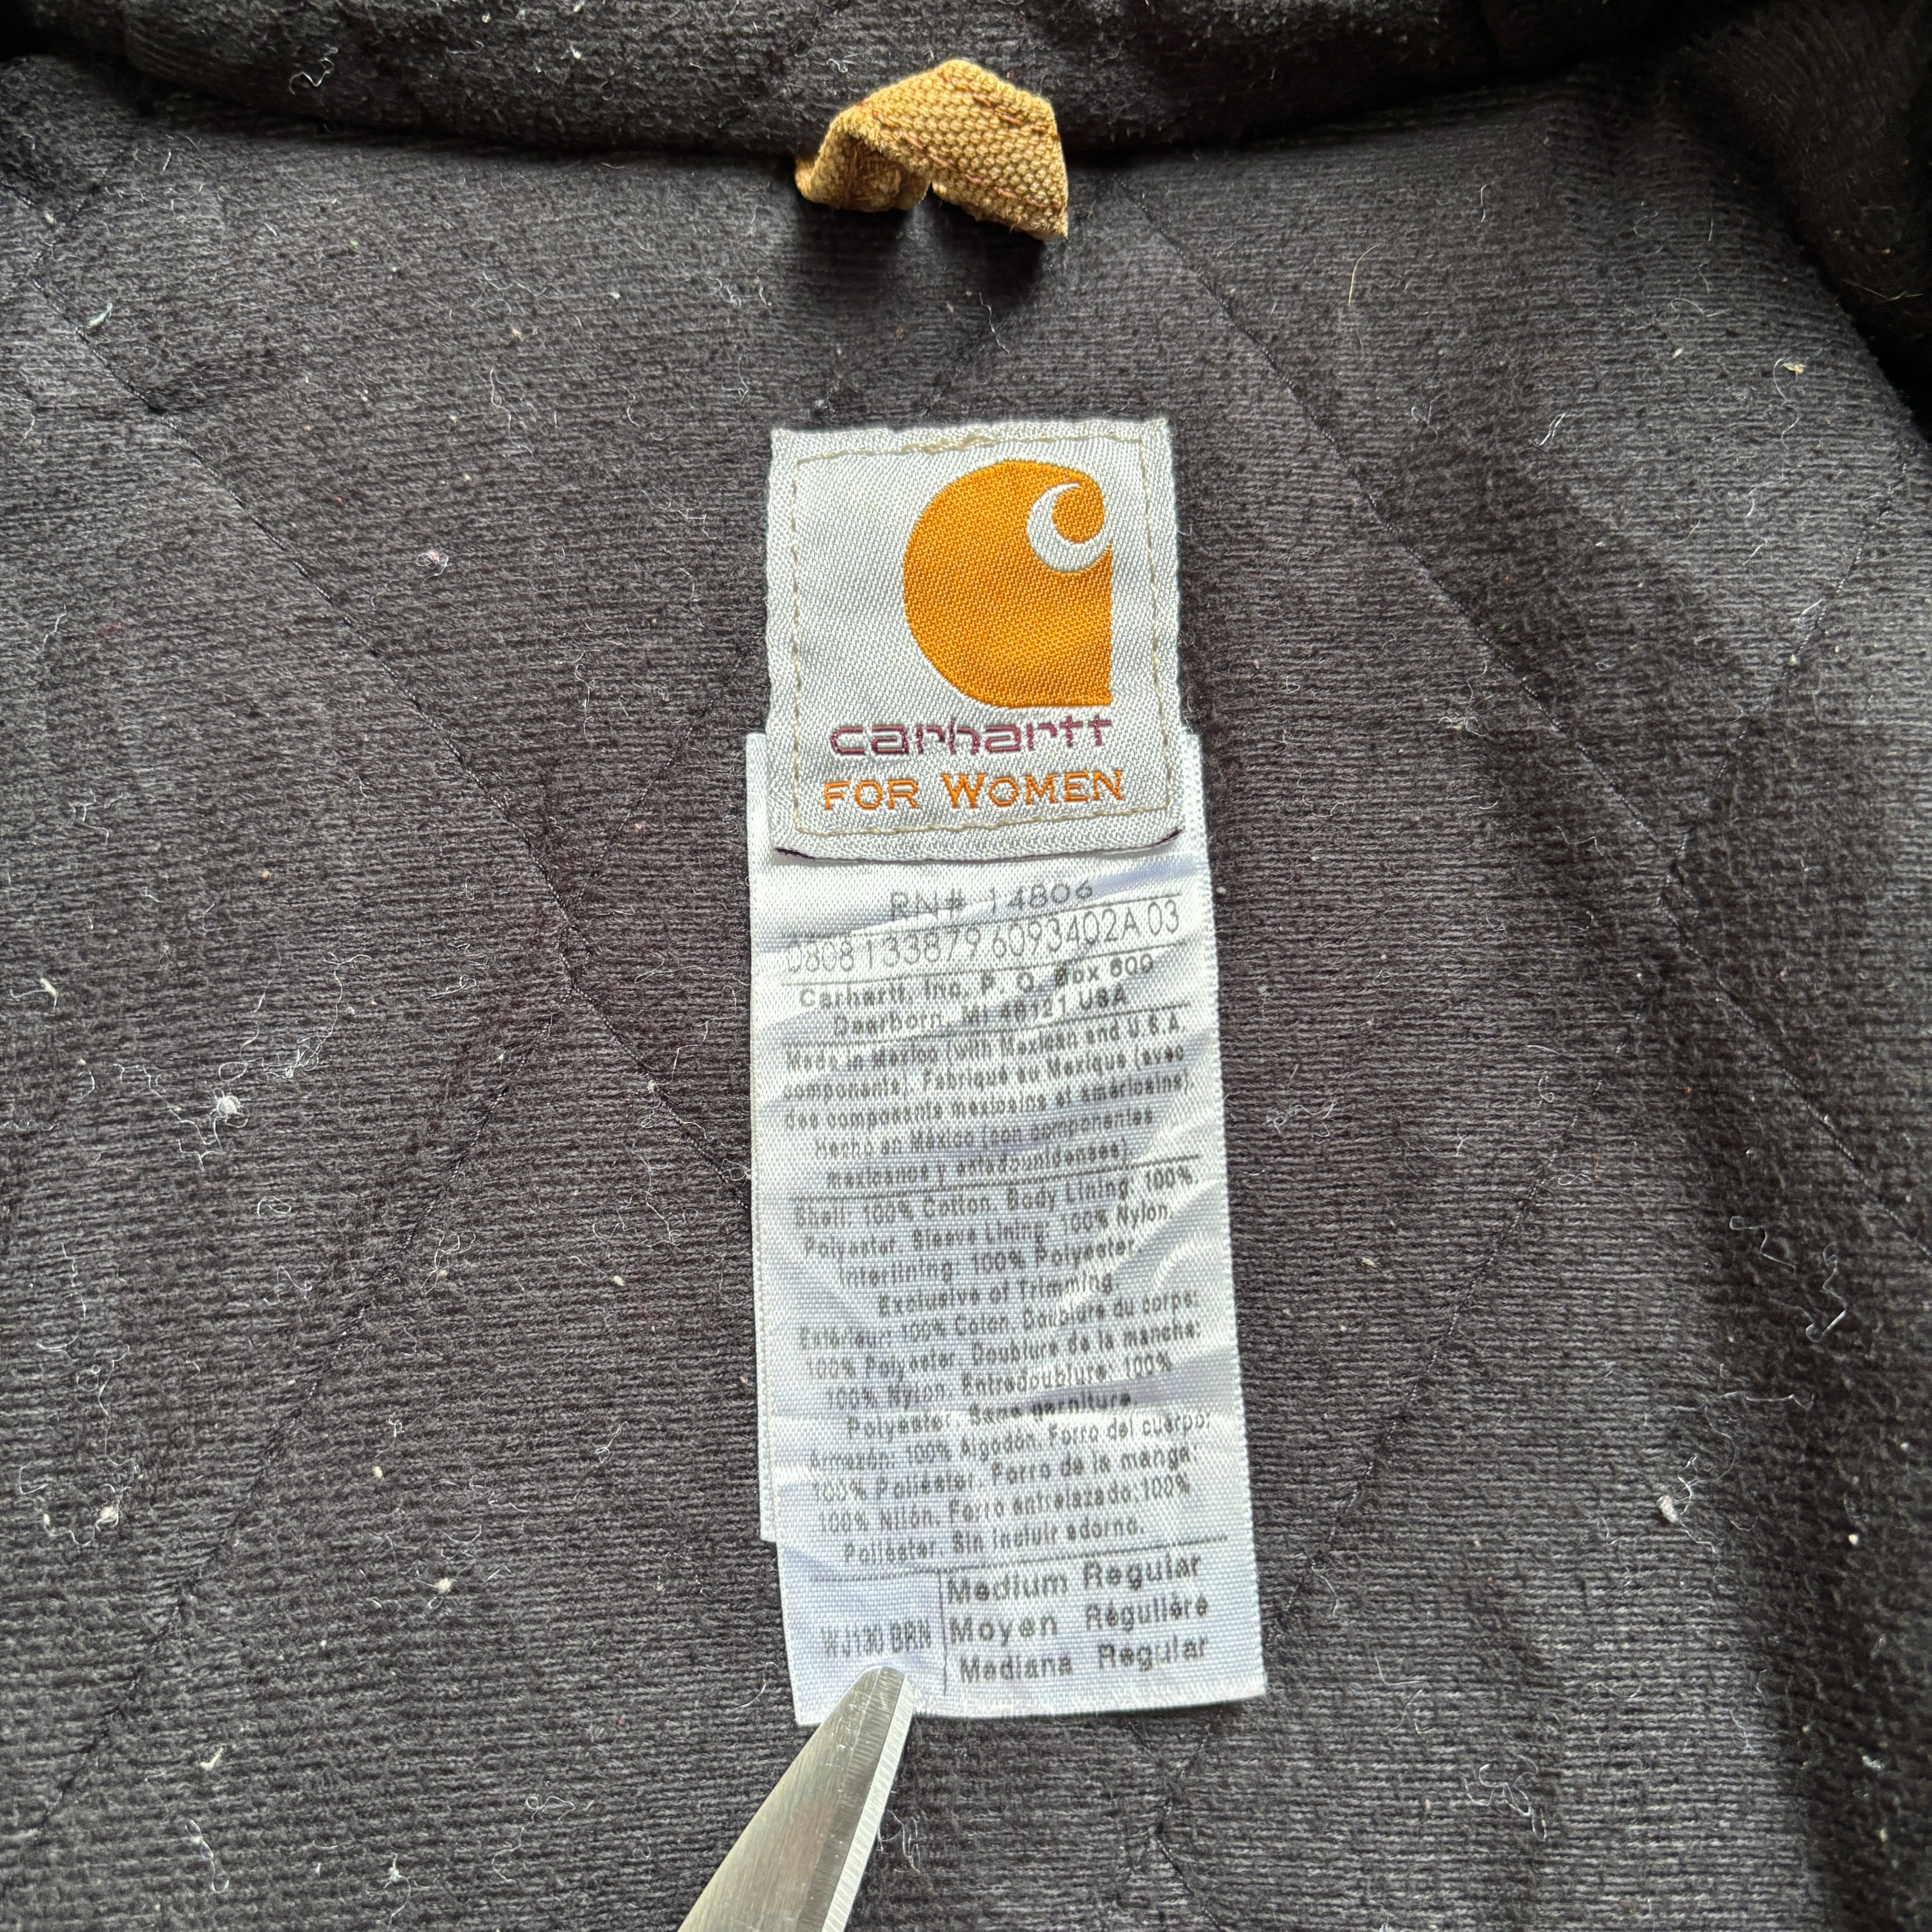 carhartt
FOR WOMEN
RN# 14806
D808 133879 6093402A 03
Carhartt, Inc. P. O. Box 600
Dearborn, MI 48121 USA
Made in Mexico (with Mexican and U.S.A.
components). Fabriqué au Mexique (avec
des composants mexicains et américains).
Hecho en México (con componentes
mexicanos y estadounidenses).
Shell: 100% Cotton. Body Lining: 100%
Polyester. Sleeve Lining: 100% Nylon.
Interlining: 100% Polyester.
Exclusive of Trimming.
Extérieur: 100% Coton. Doublure du corps:
100% Polyester. Doublure de la manche:
100% Nylon. Entredoublure: 100%
Polyester. Sans garniture.
Armazón: 100% Algodón. Forro del cuerpo:
100% Poliéster. Forro de la manga:
100% Nilón. Forro entrelazado: 100%
Poliéster. Sin incluir adorno.
WJ130 BRN
Medium Regular
Moyen Régulière
Mediana Regular